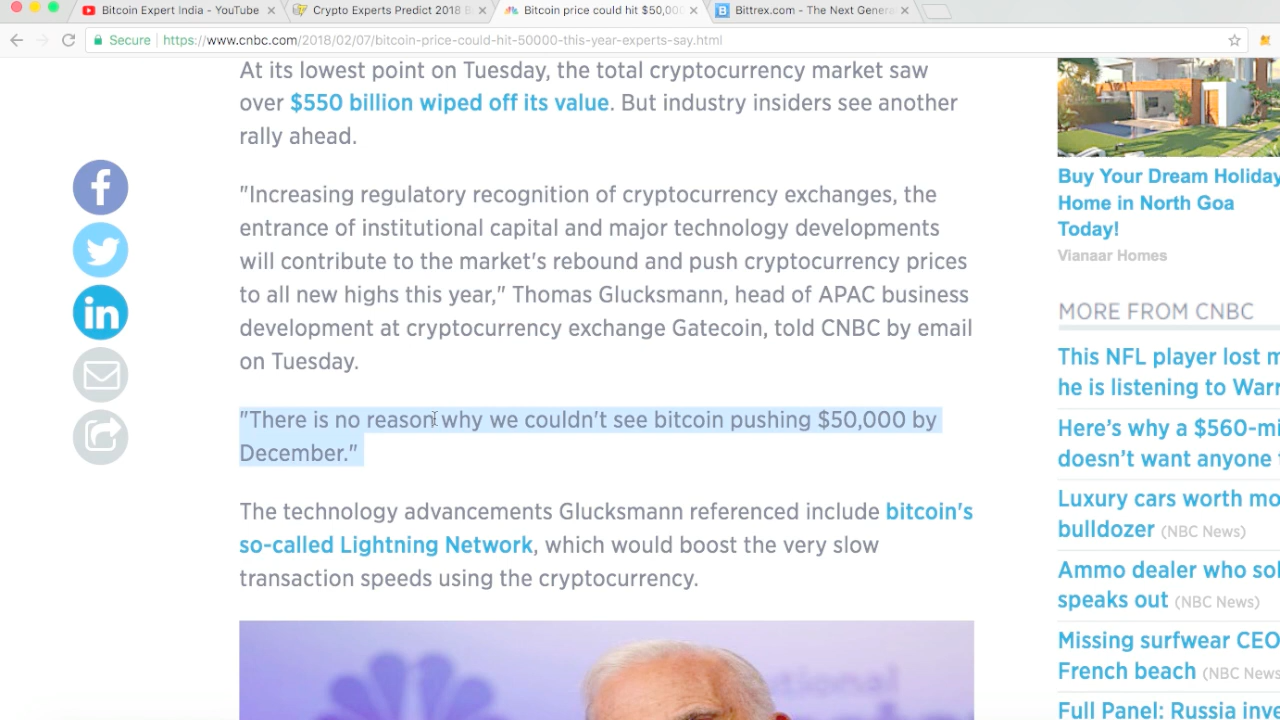 Bitcoin Expert India - YouTube
Crypto Experts Predict 2018 B
Bitcoin price could hit $50,00
Bittrex.com - The Next Genera
Secure
https://www.cnbc.com/2018/02/07/bitcoin-price-could-hit-50000-this-year-experts-say.html
At its lowest point on Tuesday, the total cryptocurrency market saw
over $550 billion wiped off its value. But industry insiders see another
rally ahead.
"Increasing regulatory recognition of cryptocurrency exchanges, the
entrance of institutional capital and major technology developments
will contribute to the market's rebound and push cryptocurrency prices
to all new highs this year," Thomas Glucksmann, head of APAC business
development at cryptocurrency exchange Gatecoin, told CNBC by email
on Tuesday.
"There is no reason why we couldn't see bitcoin pushing $50,000 by
December."
The technology advancements Glucksmann referenced include bitcoin's
so-called Lightning Network, which would boost the very slow
transaction speeds using the cryptocurrency.
Buy Your Dream Holiday
Home in North Goa
Today!
Vianaar Homes
MORE FROM CNBC
This NFL player lost m
he is listening to Warr
Here's why a $560-mi
doesn't want anyone
Luxury cars worth mo
bulldozer (NBC News)
Ammo dealer who sol
speaks out (NBC News)
Missing surfwear CEO
French beach (NBC News
Full Panel: Russia inve